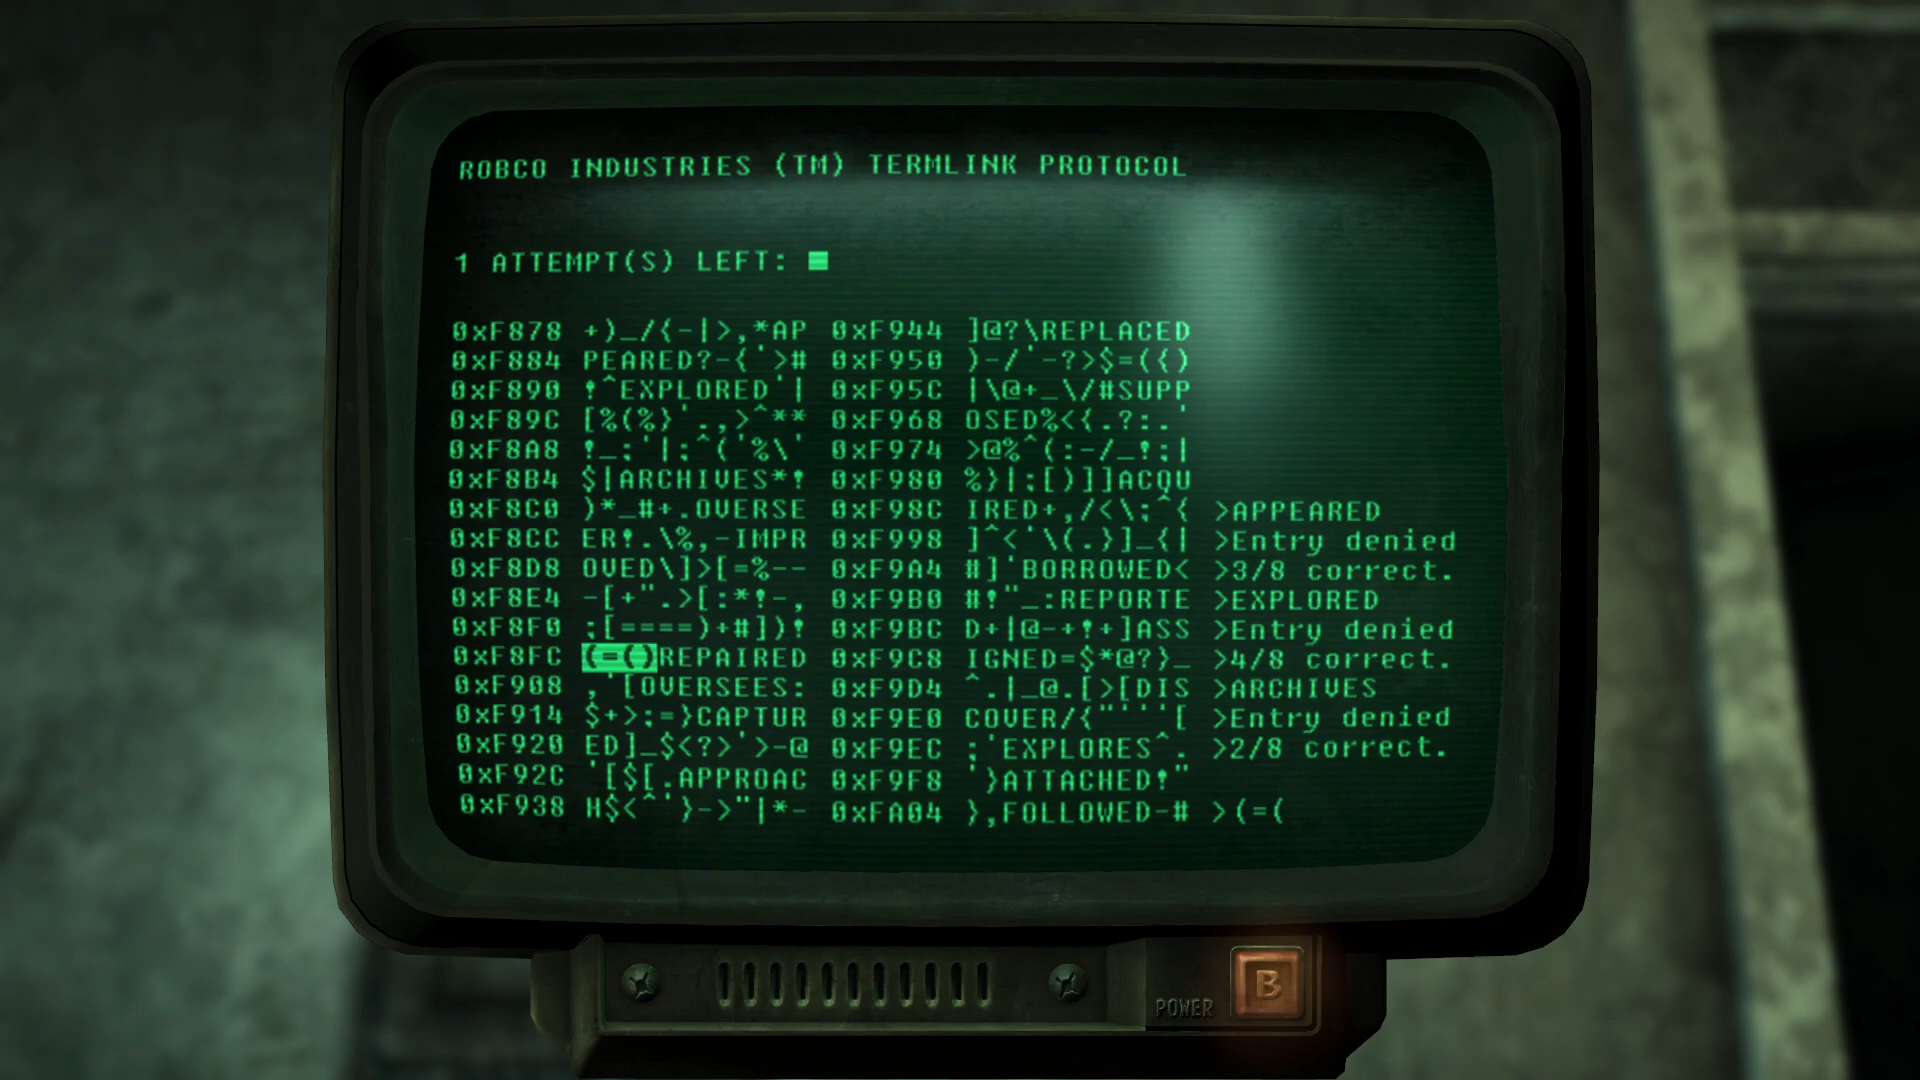 ROBCO INDUSTRIES (TM) TERMLINK PROTOCOL
1 ATTEMPT(S) LEFT: ■
0xF878 +)_/{-|>,*AP 0xF944 ]@?\REPLACED
0xF884 PEARED?-{'># 0xF950 )-/'-?>$=({)
0xF890 !^EXPLORED'| 0xF95C |\@+_\/#SUPP
0xF89C [%(%}'.,>^** 0xF968 OSED%<{.?:.'
0xF8A8 !_;'|;^('%\' 0xF974 >@%^(:-/_!;|
0xF8B4 $|ARCHIVES*! 0xF980 %}|;[)]]ACQU
0xF8C0 )*_#+.OVERSE 0xF98C IRED+,/<\;^{ >APPEARED
0xF8CC ER!.\%,-IMPR 0xF998 ]^<'\(.}]_{| >Entry denied
0xF8D8 OVED\]>[=%-- 0xF9A4 #]'BORROWED< >3/8 correct.
0xF8E4 -[+".>[:*!-, 0xF9B0 #!"_:REPORTE >EXPLORED
0xF8F0 ;[====)+#])! 0xF9BC D+|@-+!+]ASS >Entry denied
0xF8FC (=()REPAIRED 0xF9C8 IGNED=$*@?}_ >4/8 correct.
0xF908 ,'[OVERSEES: 0xF9D4 ^.|_@.[>[DIS >ARCHIVES
0xF914 $+>;=}CAPTUR 0xF9E0 COVER/{"'''[ >Entry denied
0xF920 ED]_$<?>'>-@ 0xF9EC ;'EXPLORES^. >2/8 correct.
0xF92C '[$[.APPROAC 0xF9F8 '}ATTACHED!"
0xF938 H$<^'}->"|*- 0xFA04 },FOLLOWED-# >(=(
POWER
B